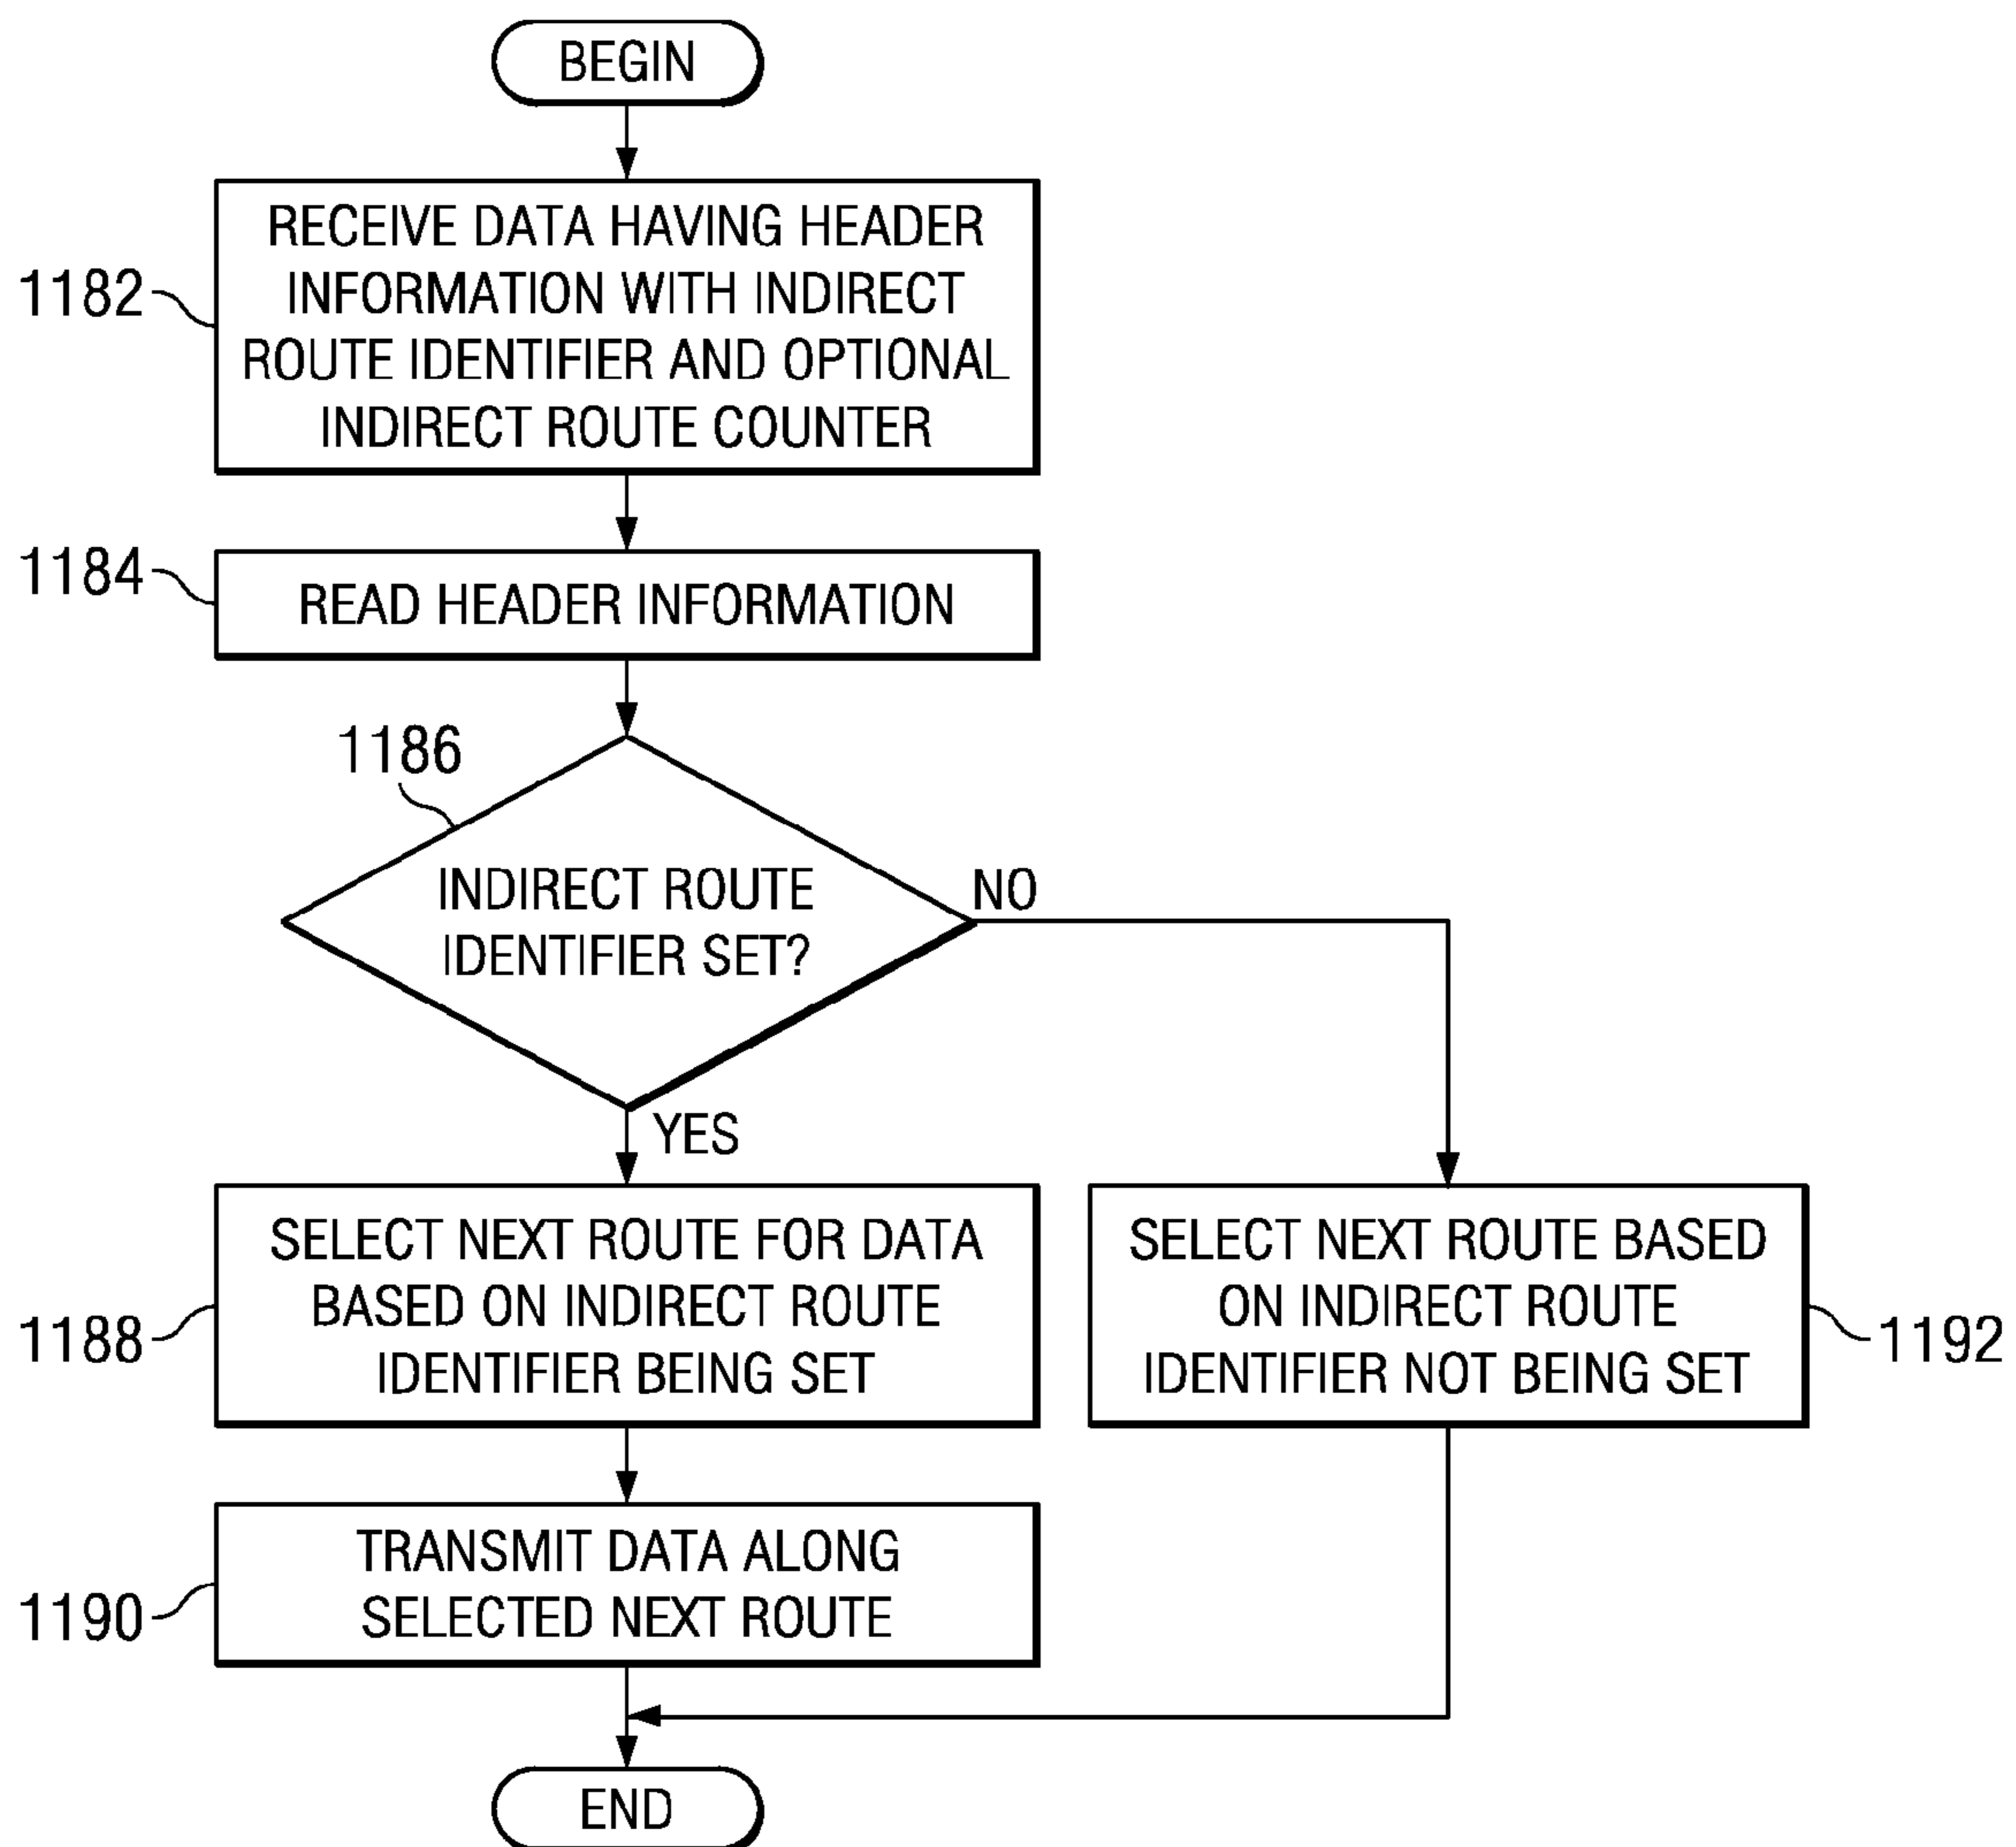 BEGIN
1182
RECEIVE DATA HAVING HEADER
INFORMATION WITH INDIRECT
ROUTE IDENTIFIER AND OPTIONAL
INDIRECT ROUTE COUNTER
1184
READ HEADER INFORMATION
1186
INDIRECT ROUTE
IDENTIFIER SET?
NO
YES
1188
SELECT NEXT ROUTE FOR DATA
BASED ON INDIRECT ROUTE
IDENTIFIER BEING SET
SELECT NEXT ROUTE BASED
ON INDIRECT ROUTE
IDENTIFIER NOT BEING SET
1192
1190
TRANSMIT DATA ALONG
SELECTED NEXT ROUTE
END